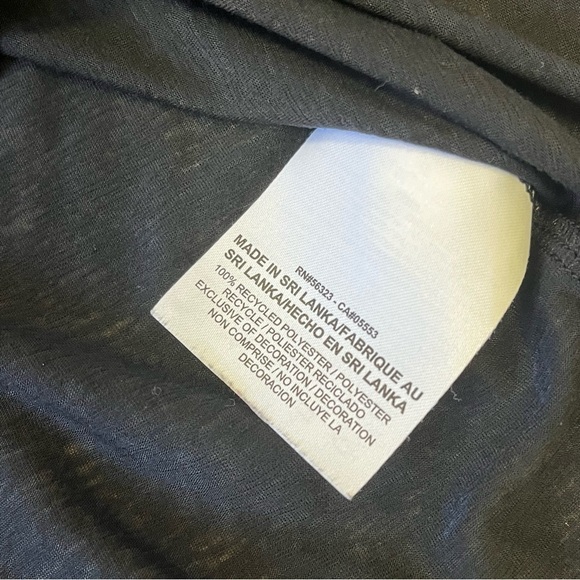 RN#56323 - CA#05553
MADE IN SRI LANKA/FABRIQUE AU
SRI LANKA/HECHO EN SRI LANKA
100% RECYCLED POLYESTER / POLYESTER
RECYCLE / POLIESTER RECICLADO
EXCLUSIVE OF DECORATION / DECORATION
NON COMPRISE / NO INCLUYE LA
DECORACION